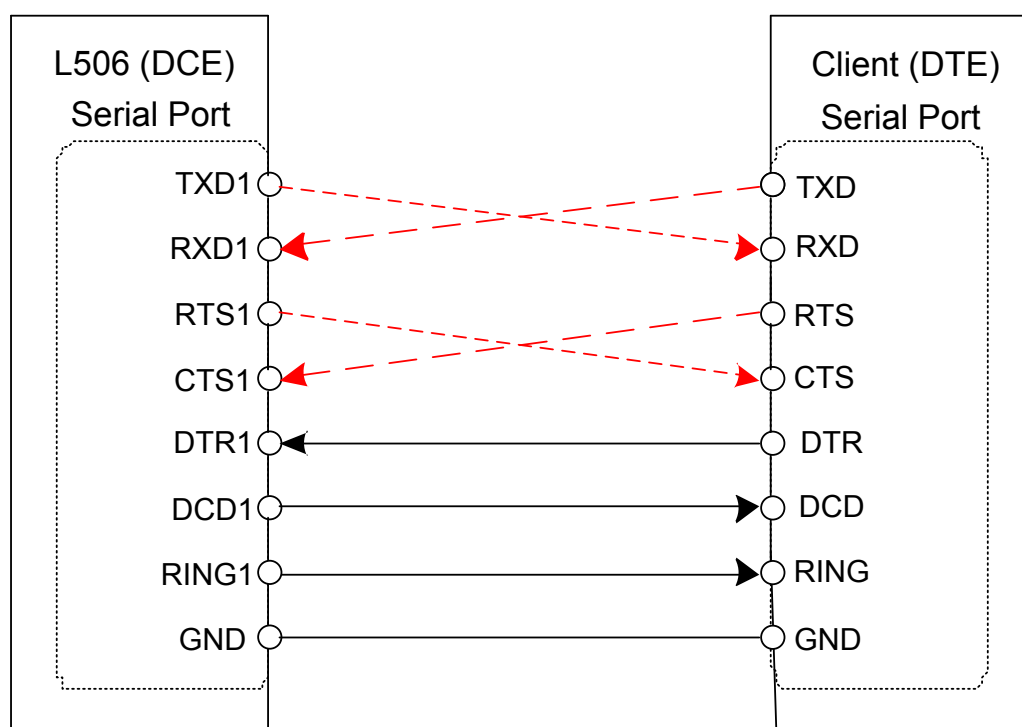 L506 (DCE)
Serial Port
TXD1
RXD1
RTS1
CTS1
DTR1
DCD1
RING1
GND
Client (DTE)
Serial Port
TXD
RXD
RTS
CTS
DTR
DCD
RING
GND